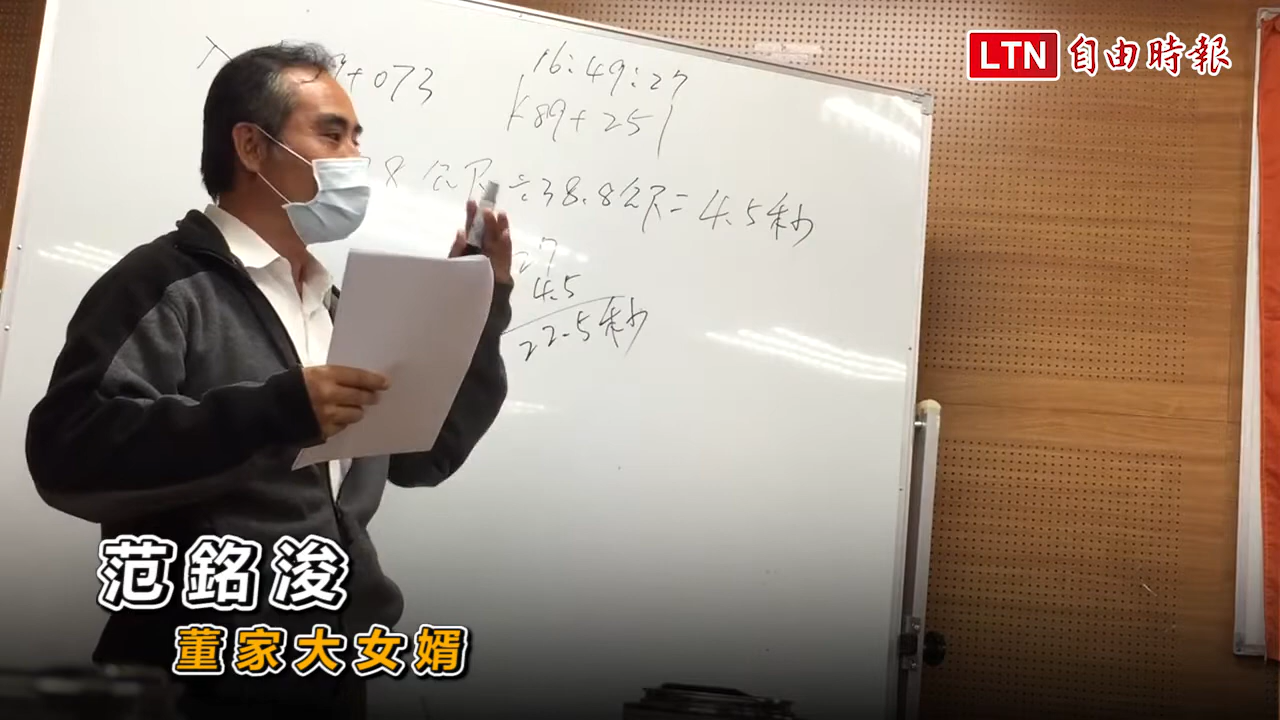 LTN 自由時報
9+073
16:49:27
K89+251
8 公尺÷38.8公尺=4.5秒
27
4.5
22.5秒
范銘浚
董家大女婿